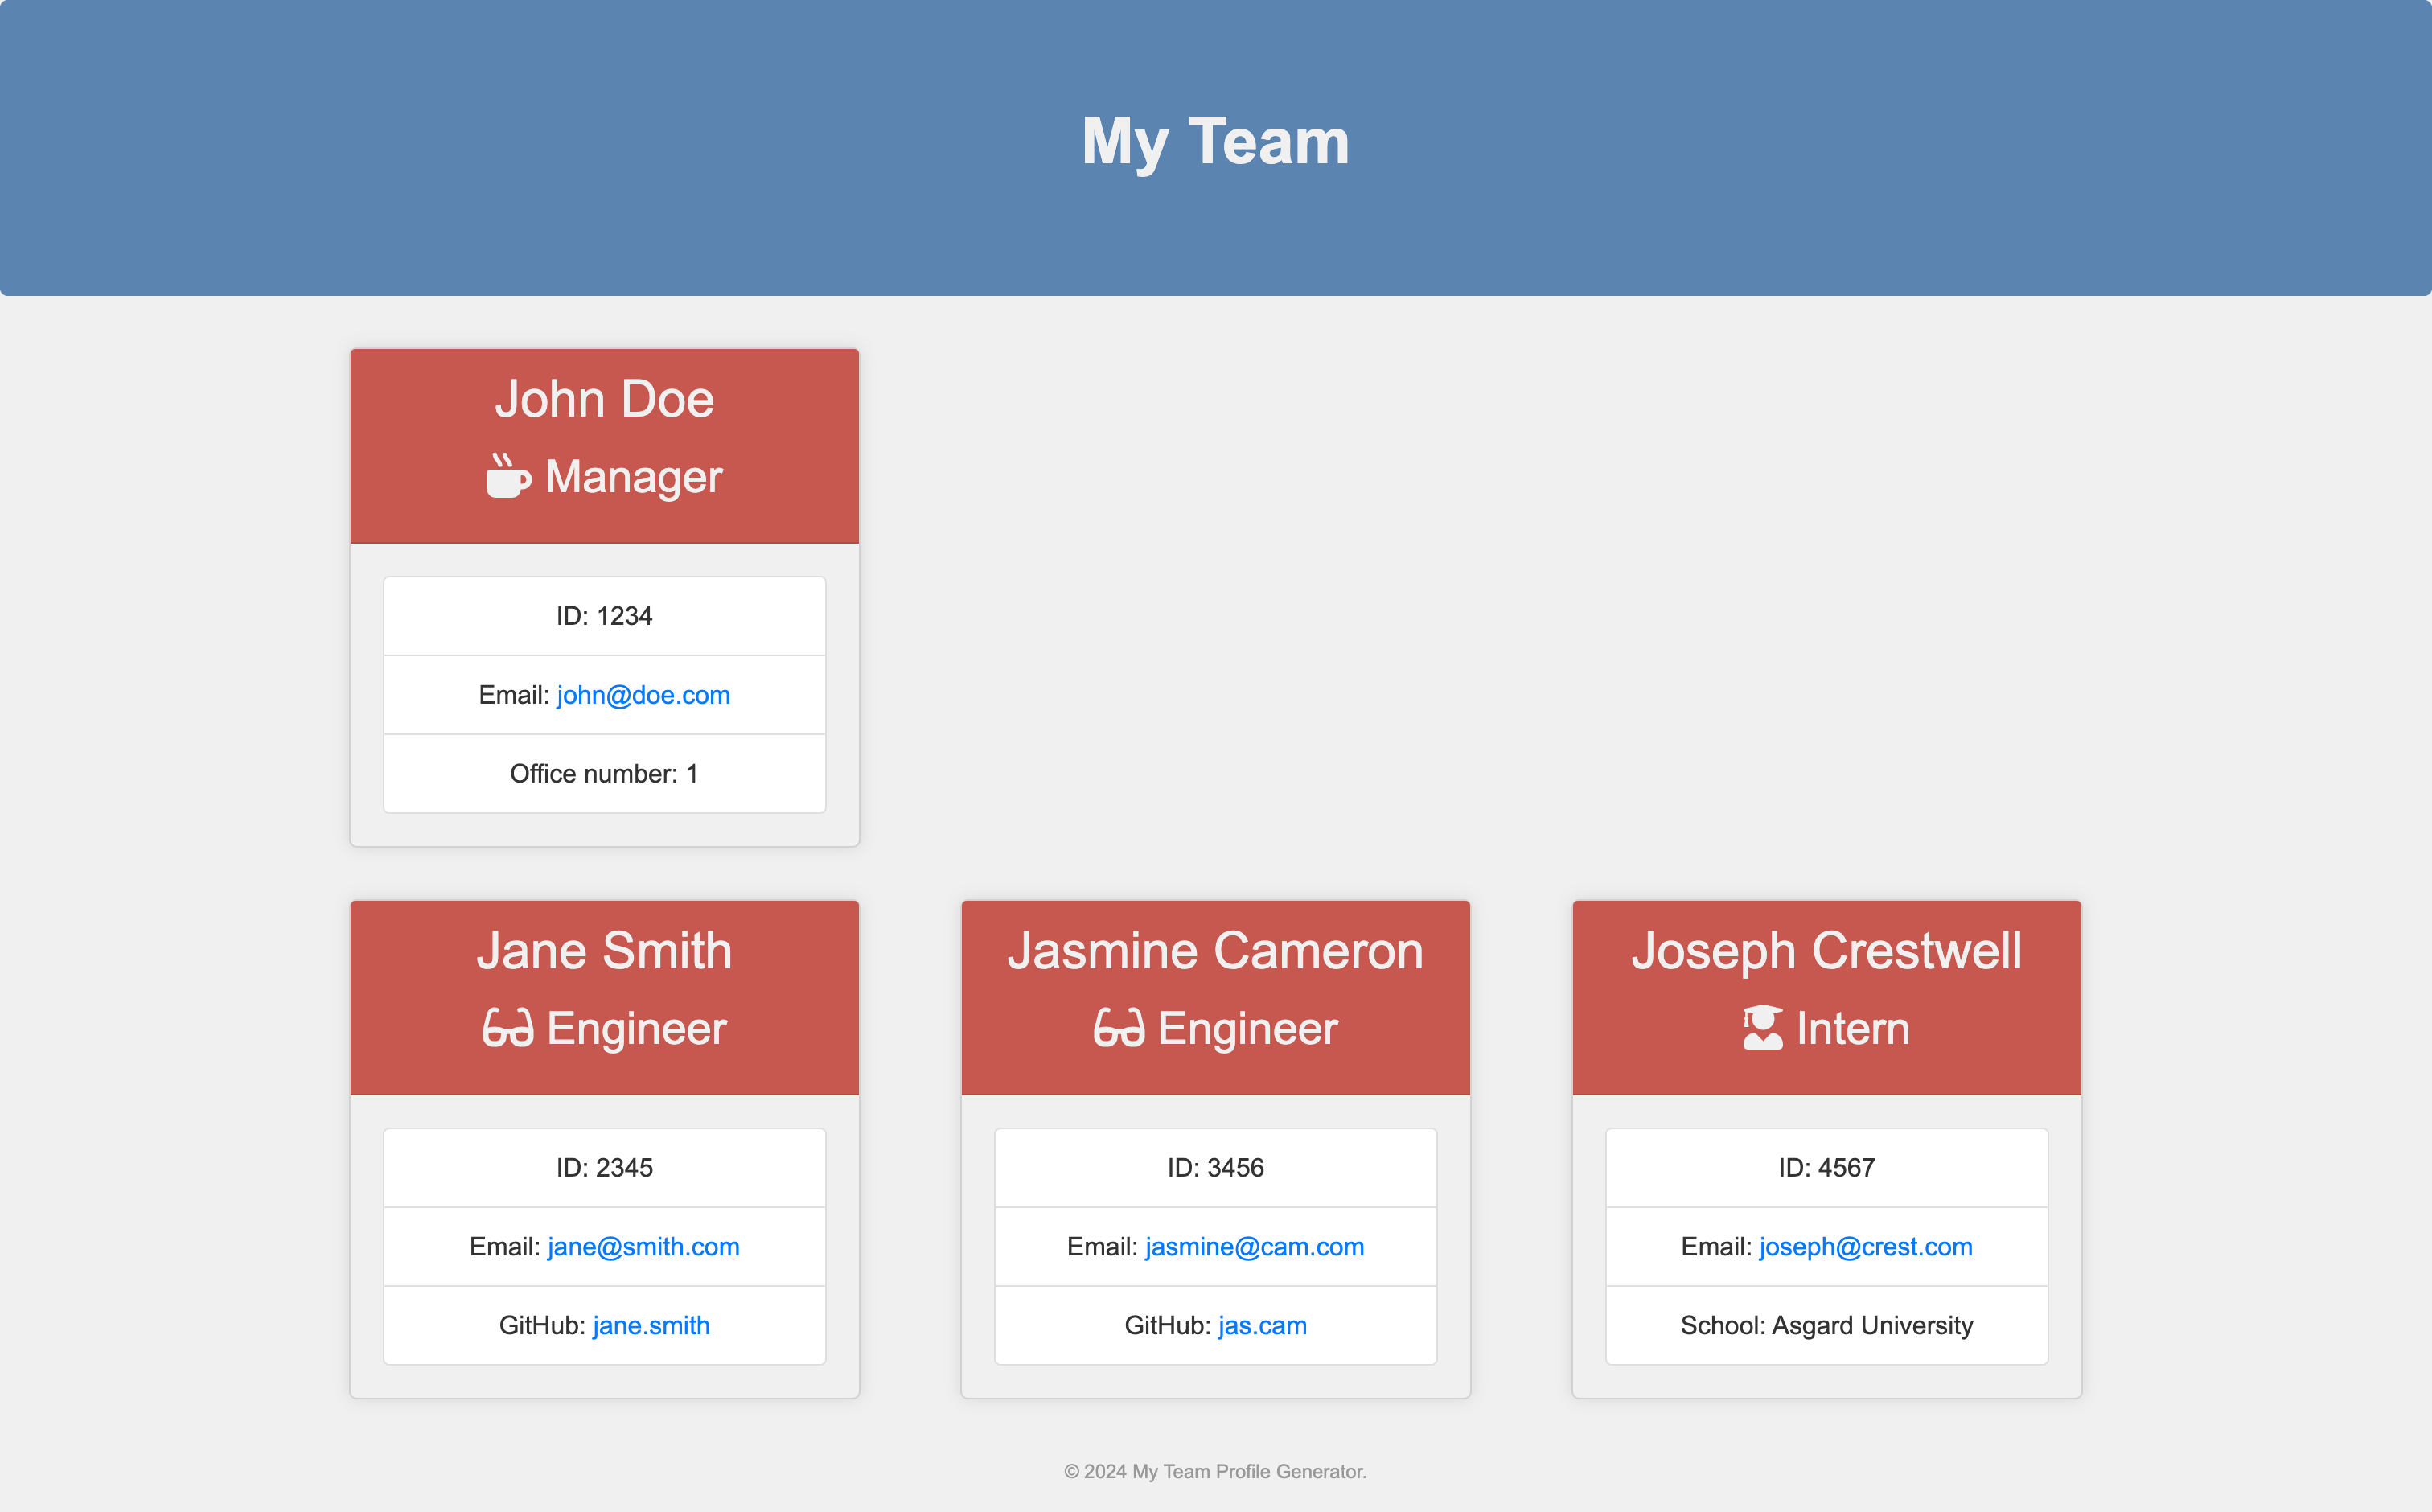 My Team
John Doe
Manager
ID: 1234
Email: john@doe.com
Office number: 1
Jane Smith
Engineer
ID: 2345
Email: jane@smith.com
GitHub: jane.smith
Jasmine Cameron
Engineer
ID: 3456
Email: jasmine@cam.com
GitHub: jas.cam
Joseph Crestwell
Intern
ID: 4567
Email: joseph@crest.com
School: Asgard University
© 2024 My Team Profile Generator.